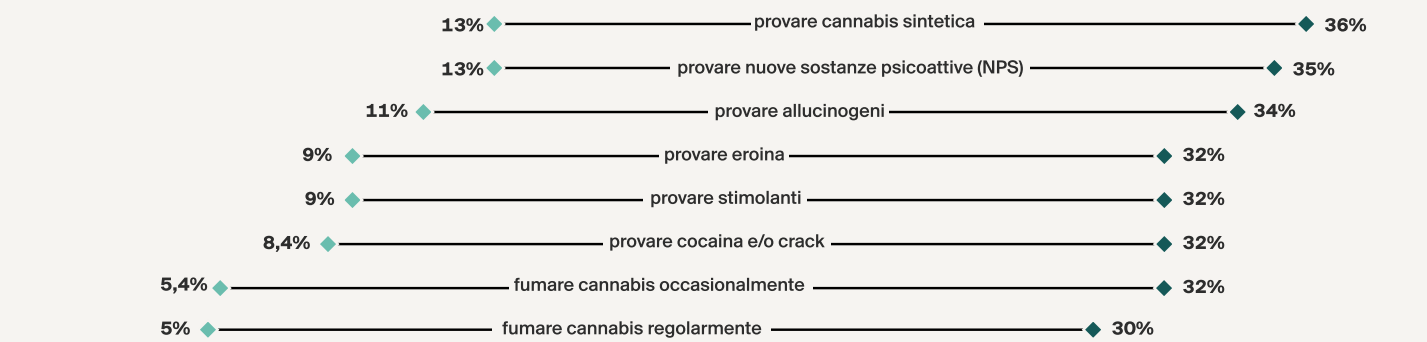 13% provare cannabis sintetica 36%
13% provare nuove sostanze psicoattive (NPS) 35%
11% provare allucinogeni 34%
9% provare eroina 32%
9% provare stimolanti 32%
8,4% provare cocaina e/o crack 32%
5,4% fumare cannabis occasionalmente 32%
5% fumare cannabis regolarmente 30%